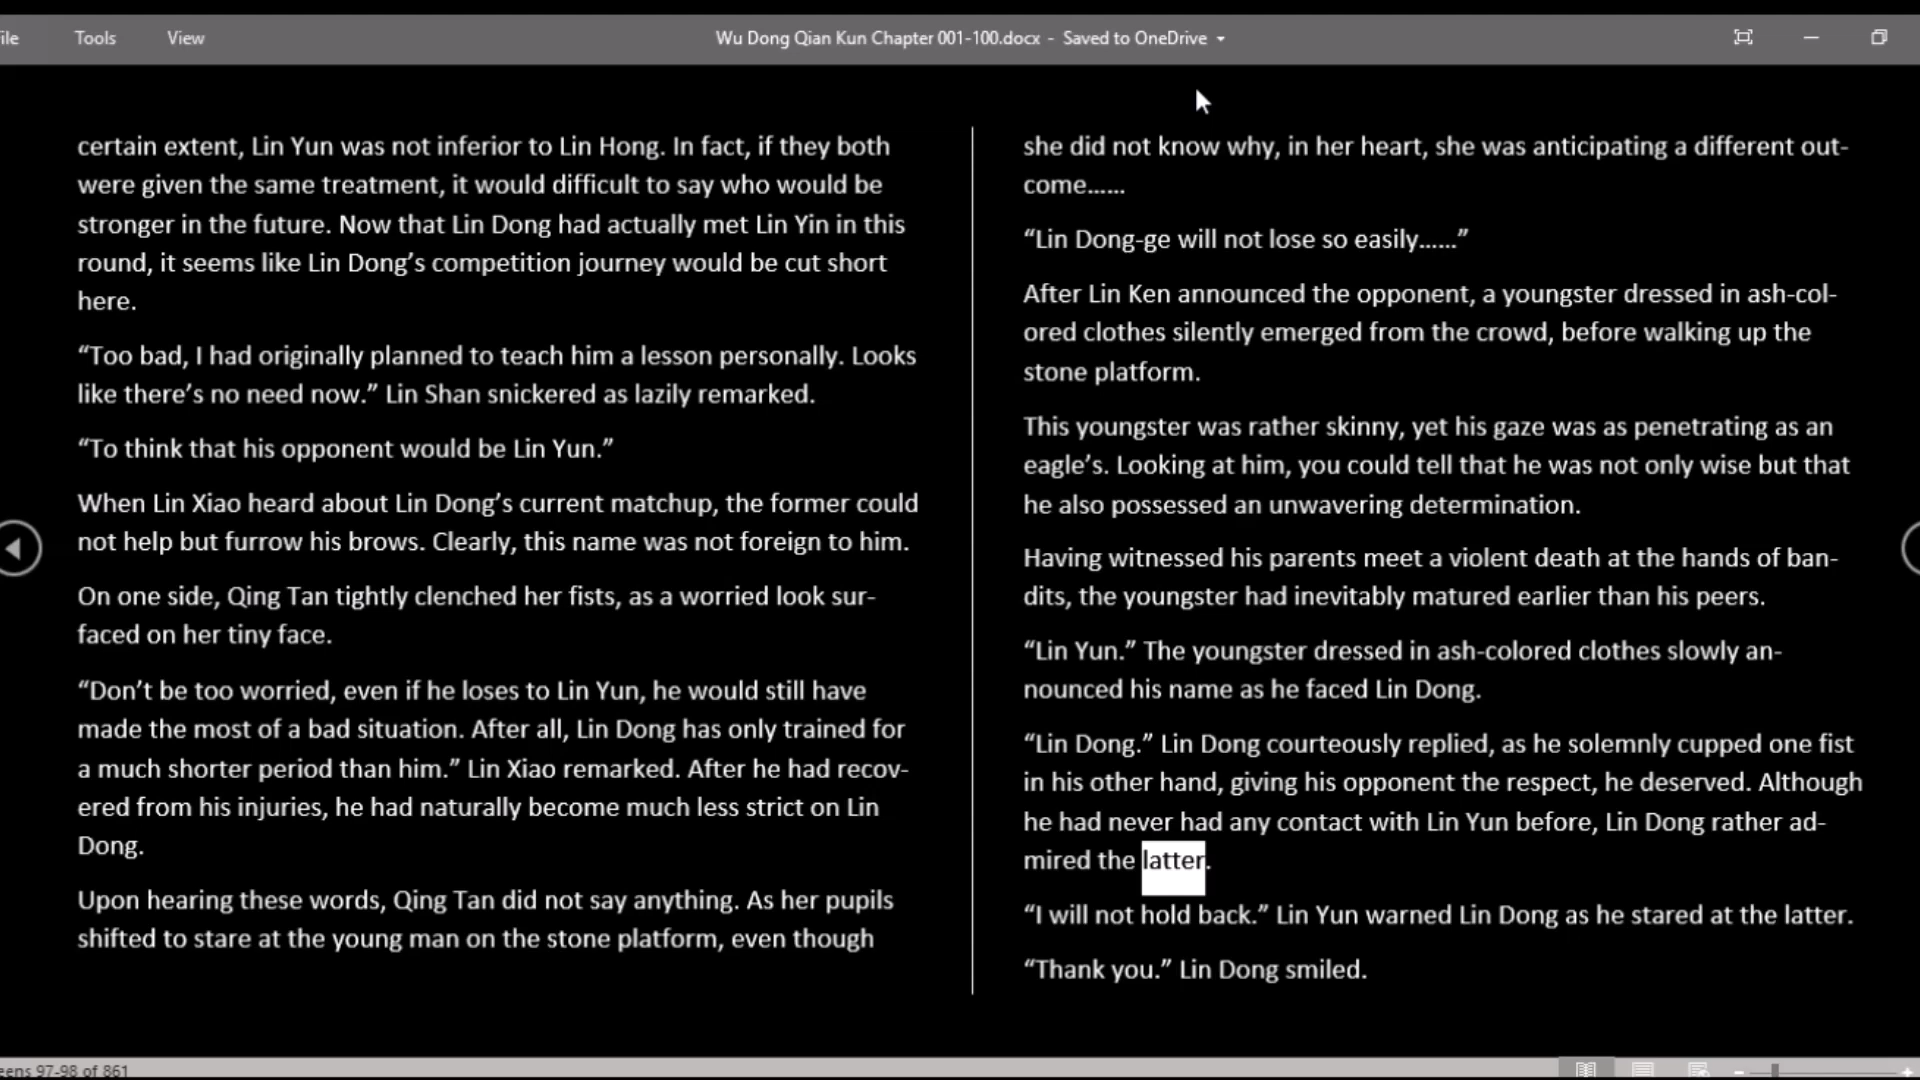 ile Tools View Wu Dong Qian Kun Chapter 001-100.docx - Saved to OneDrive
certain extent, Lin Yun was not inferior to Lin Hong. In fact, if they both
were given the same treatment, it would difficult to say who would be
stronger in the future. Now that Lin Dong had actually met Lin Yin in this
round, it seems like Lin Dong’s competition journey would be cut short
here.
“Too bad, I had originally planned to teach him a lesson personally. Looks
like there’s no need now.” Lin Shan snickered as lazily remarked.
“To think that his opponent would be Lin Yun.”
When Lin Xiao heard about Lin Dong’s current matchup, the former could
not help but furrow his brows. Clearly, this name was not foreign to him.
On one side, Qing Tan tightly clenched her fists, as a worried look sur-
faced on her tiny face.
“Don’t be too worried, even if he loses to Lin Yun, he would still have
made the most of a bad situation. After all, Lin Dong has only trained for
a much shorter period than him.” Lin Xiao remarked. After he had recov-
ered from his injuries, he had naturally become much less strict on Lin
Dong.
Upon hearing these words, Qing Tan did not say anything. As her pupils
shifted to stare at the young man on the stone platform, even though
she did not know why, in her heart, she was anticipating a different out-
come......
“Lin Dong-ge will not lose so easily......”
After Lin Ken announced the opponent, a youngster dressed in ash-col-
ored clothes silently emerged from the crowd, before walking up the
stone platform.
This youngster was rather skinny, yet his gaze was as penetrating as an
eagle’s. Looking at him, you could tell that he was not only wise but that
he also possessed an unwavering determination.
Having witnessed his parents meet a violent death at the hands of ban-
dits, the youngster had inevitably matured earlier than his peers.
“Lin Yun.” The youngster dressed in ash-colored clothes slowly an-
nounced his name as he faced Lin Dong.
“Lin Dong.” Lin Dong courteously replied, as he solemnly cupped one fist
in his other hand, giving his opponent the respect, he deserved. Although
he had never had any contact with Lin Yun before, Lin Dong rather ad-
mired the latter.
“I will not hold back.” Lin Yun warned Lin Dong as he stared at the latter.
“Thank you.” Lin Dong smiled.
eens 97-98 of 861